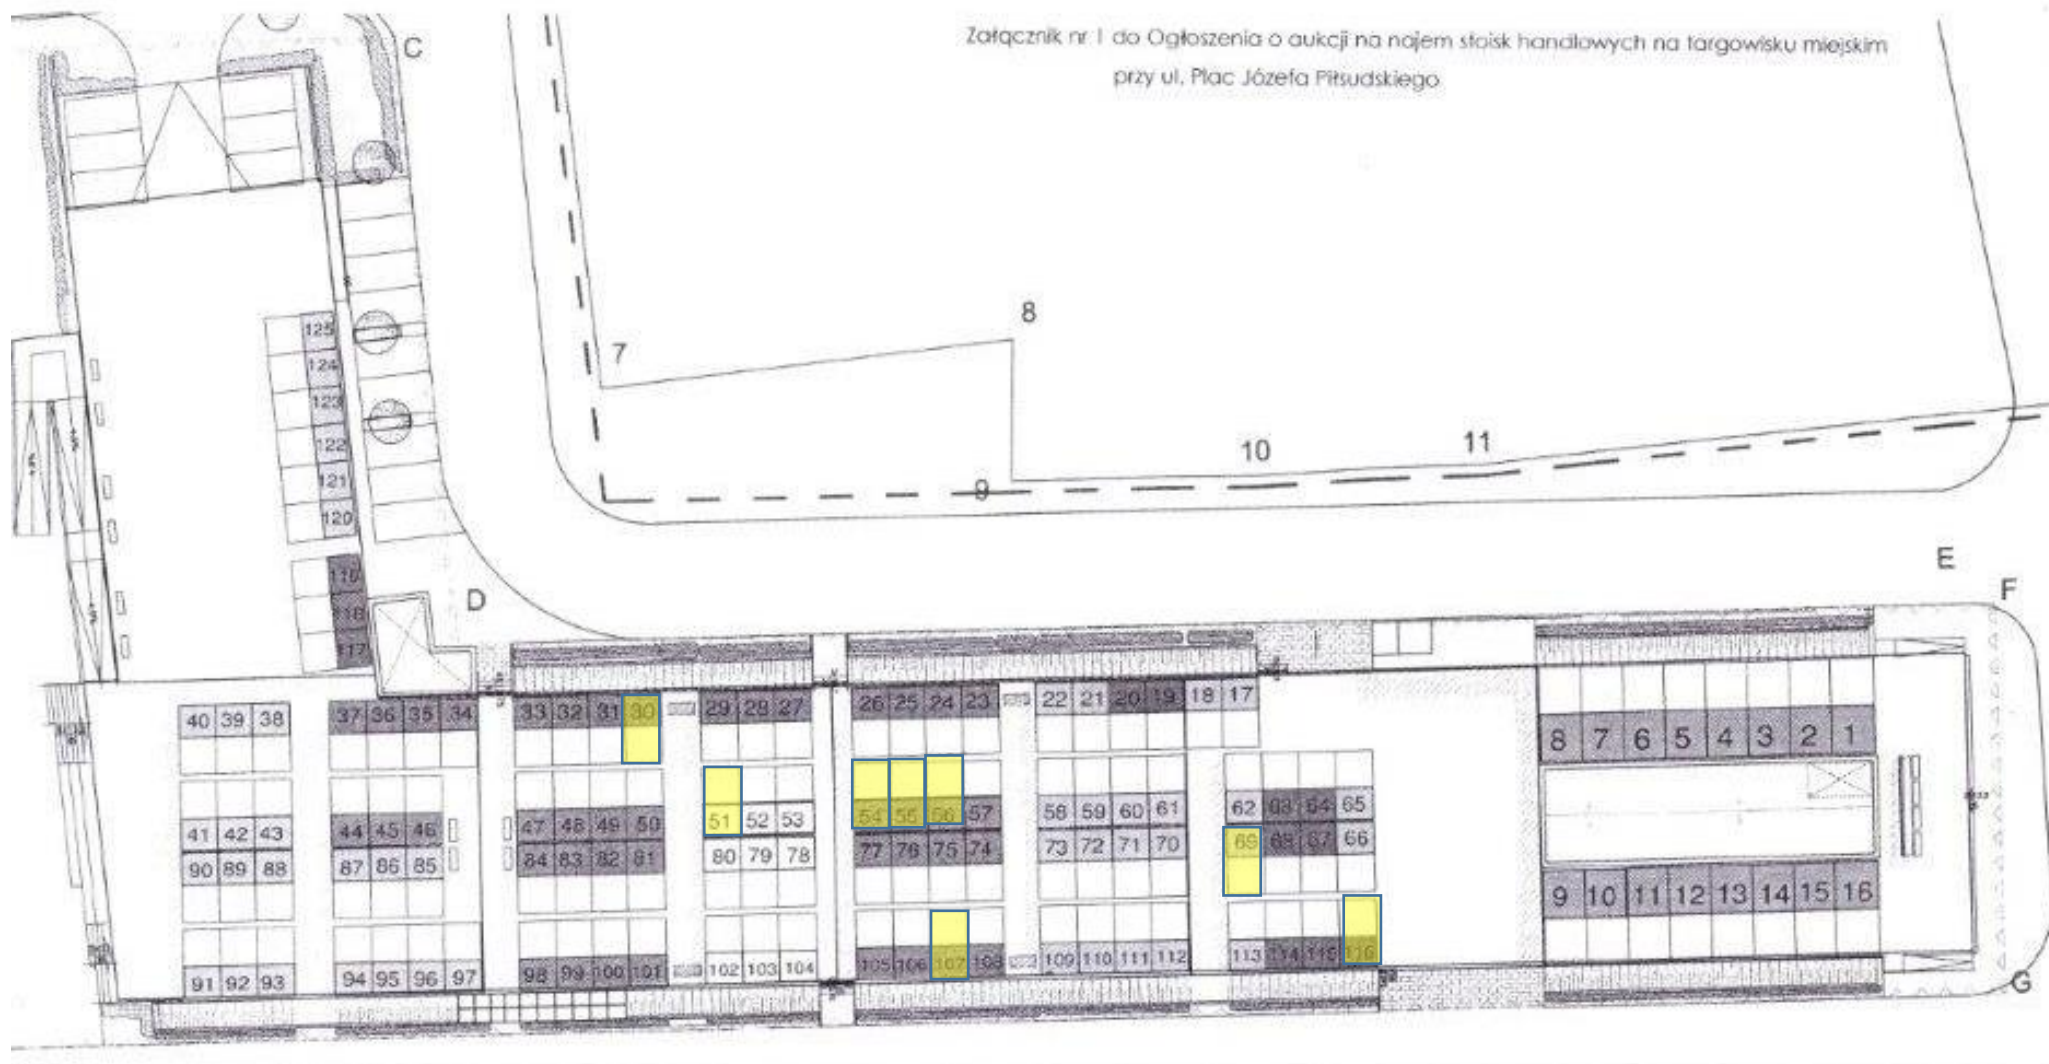 C
Załącznik nr 1 do Ogłoszenia o aukcji na najem stoisk handlowych na targowisku miejskim
przy ul. Plac Józefa Piłsudskiego
8
7
125
124
123
122
121
120
119
118
117
10
11
9
E
F
D
40 39 38
37 36 35 34
33 32 31 30
29 28 27
26 25 24 23
22 21 20 19 18 17
8 7 6 5 4 3 2 1
41 42 43
44 45 46
47 48 49 50
51 52 53
54 55 56 57
58 59 60 61
62 63 64 65
90 89 88
87 86 85
84 83 82 81
80 79 78
77 76 75 74
73 72 71 70
69 68 67 66
9 10 11 12 13 14 15 16
91 92 93
94 95 96 97
98 99 100 101
102 103 104
105 106 107 108
109 110 111 112
113 114 115 116
G